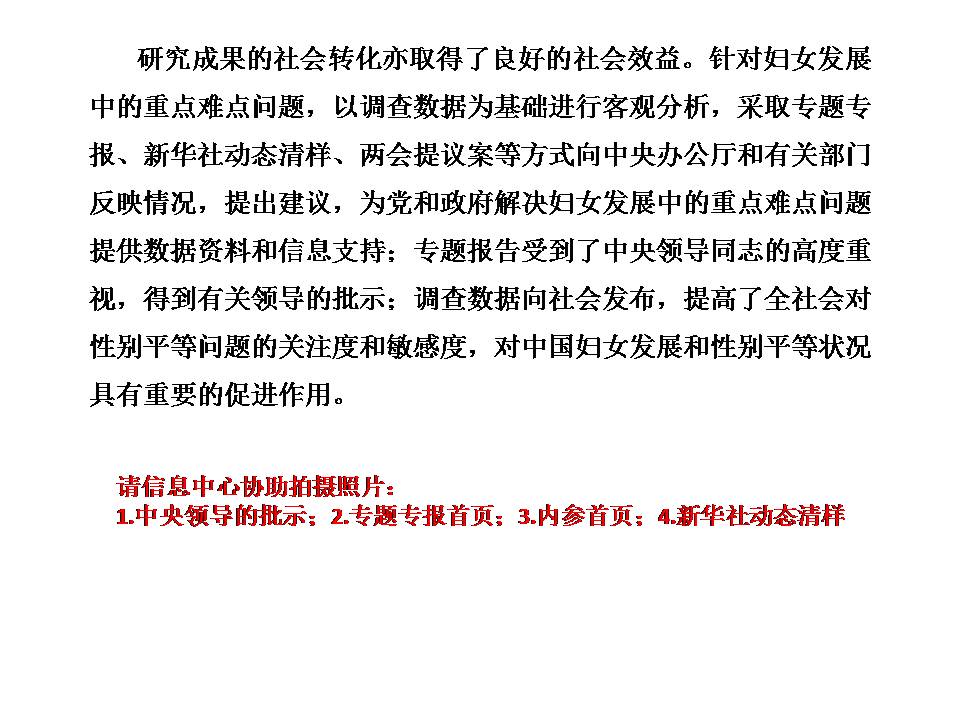 研究成果的社会转化亦取得了良好的社会效益。针对妇女发展
中的重点难点问题，以调查数据为基础进行客观分析，采取专题专
报、新华社动态清样、两会提议案等方式向中央办公厅和有关部门
反映情况，提出建议，为党和政府解决妇女发展中的重点难点问题
提供数据资料和信息支持；专题报告受到了中央领导同志的高度重
视，得到有关领导的批示；调查数据向社会发布，提高了全社会对
性别平等问题的关注度和敏感度，对中国妇女发展和性别平等状况
具有重要的促进作用。
请信息中心协助拍摄照片：
1.中央领导的批示；2.专题专报首页；3.内参首页；4.新华社动态清样